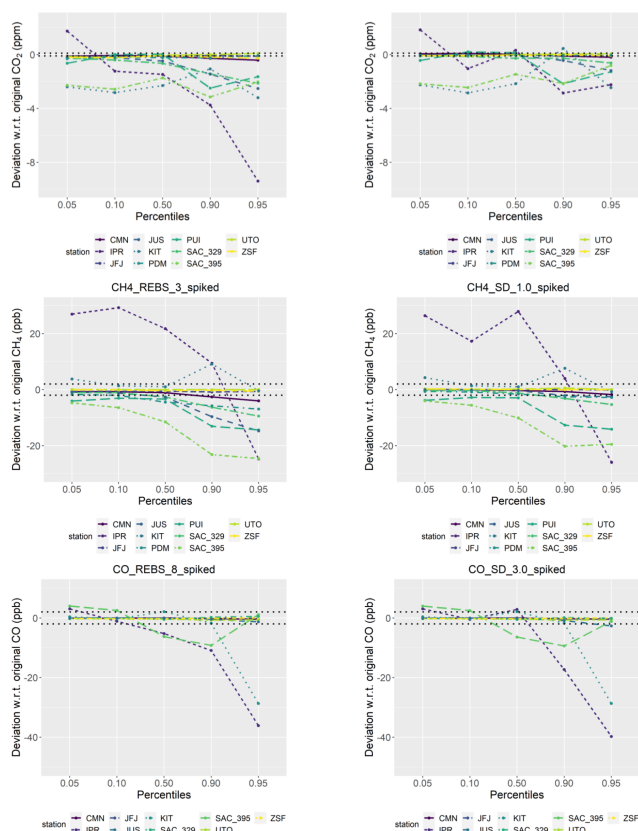 Deviation w.r.t. original CO2 (ppm)
0
-4
-8
0.05 0.10 0.50 0.90 0.95
Percentiles
station CMN IPR JFJ JUS KIT PDM PUI SAC_329 SAC_395 UTO ZSF
Deviation w.r.t. original CO2 (ppm)
0
-4
-8
0.05 0.10 0.50 0.90 0.95
Percentiles
station CMN IPR JFJ JUS KIT PDM PUI SAC_329 SAC_395 UTO ZSF
CH4_REBS_3_spiked
Deviation w.r.t. original CH4 (ppb)
20
0
-20
0.05 0.10 0.50 0.90 0.95
Percentiles
station CMN IPR JFJ JUS KIT PDM PUI SAC_329 SAC_395 UTO ZSF
CH4_SD_1.0_spiked
Deviation w.r.t. original CH4 (ppb)
20
0
-20
0.05 0.10 0.50 0.90 0.95
Percentiles
station CMN IPR JFJ JUS KIT PDM PUI SAC_329 SAC_395 UTO ZSF
CO_REBS_8_spiked
Deviation w.r.t. original CO (ppb)
0
-20
-40
0.05 0.10 0.50 0.90 0.95
Percentiles
station CMN IPR JFJ JUS KIT SAC_329 SAC_395 UTO ZSF
CO_SD_3.0_spiked
Deviation w.r.t. original CO (ppb)
0
-20
-40
0.05 0.10 0.50 0.90 0.95
Percentiles
station CMN IPR JFJ JUS KIT SAC_329 SAC_395 UTO ZSF